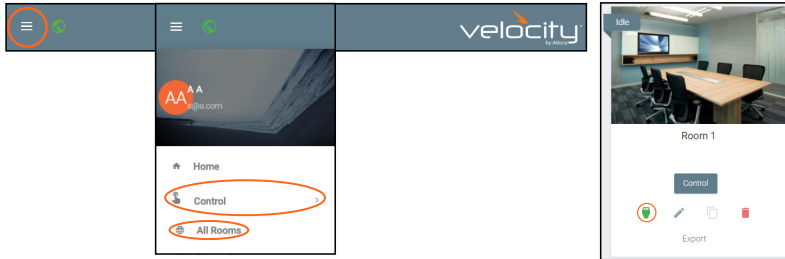 velocity
by Atlona
AA
A A
a@a.com
Home
Control
All Rooms
Idle
Room 1
Control
Export